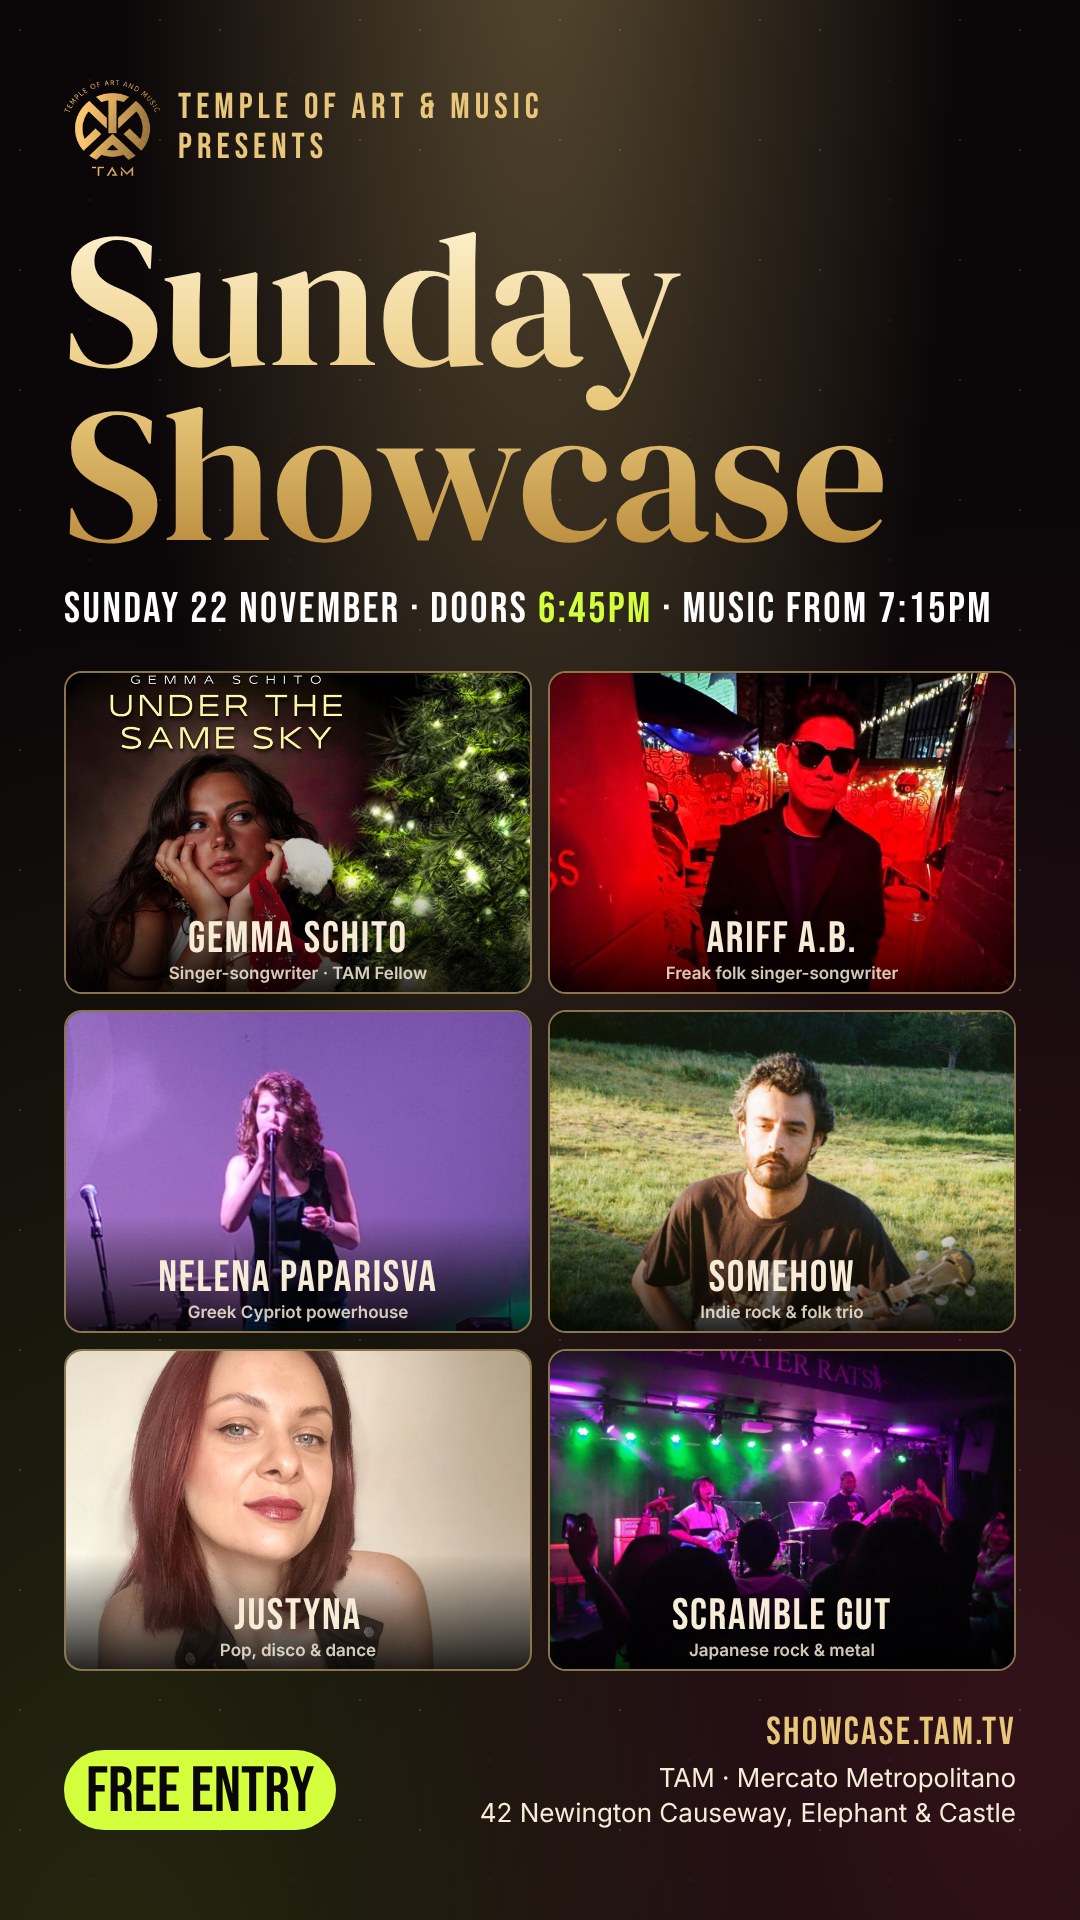 TEMPLE OF ART AND MUSIC
TAM
TEMPLE OF ART & MUSIC
PRESENTS
Sunday
Showcase
SUNDAY 22 NOVEMBER · DOORS 6:45PM · MUSIC FROM 7:15PM
GEMMA SCHITO
UNDER THE
SAME SKY
GEMMA SCHITO
Singer-songwriter · TAM Fellow
ARIFF A.B.
Freak folk singer-songwriter
NELENA PAPARISVA
Greek Cypriot powerhouse
SOMEHOW
Indie rock & folk trio
WATER RATS
JUSTYNA
Pop, disco & dance
SCRAMBLE GUT
Japanese rock & metal
SHOWCASE.TAM.TV
FREE ENTRY
TAM · Mercato Metropolitano
42 Newington Causeway, Elephant & Castle